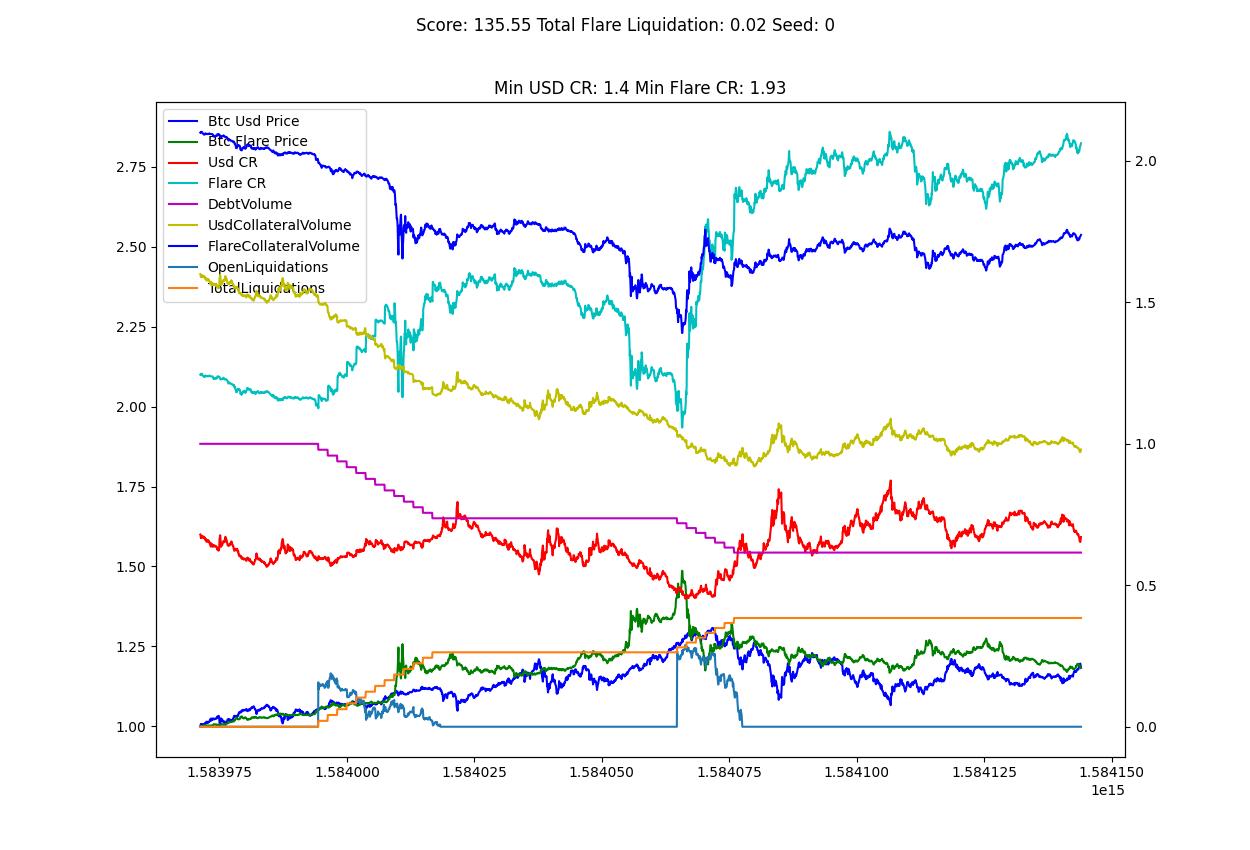 Score: 135.55 Total Flare Liquidation: 0.02 Seed: 0
Min USD CR: 1.4 Min Flare CR: 1.93
Btc Usd Price
Btc Flare Price
Usd CR
Flare CR
DebtVolume
UsdCollateralVolume
FlareCollateralVolume
OpenLiquidations
TotalLiquidations
2.75
2.50
2.25
2.00
1.75
1.50
1.25
1.00
2.0
1.5
1.0
0.5
0.0
1.583975 1.584000 1.584025 1.584050 1.584075 1.584100 1.584125 1.584150
1e15